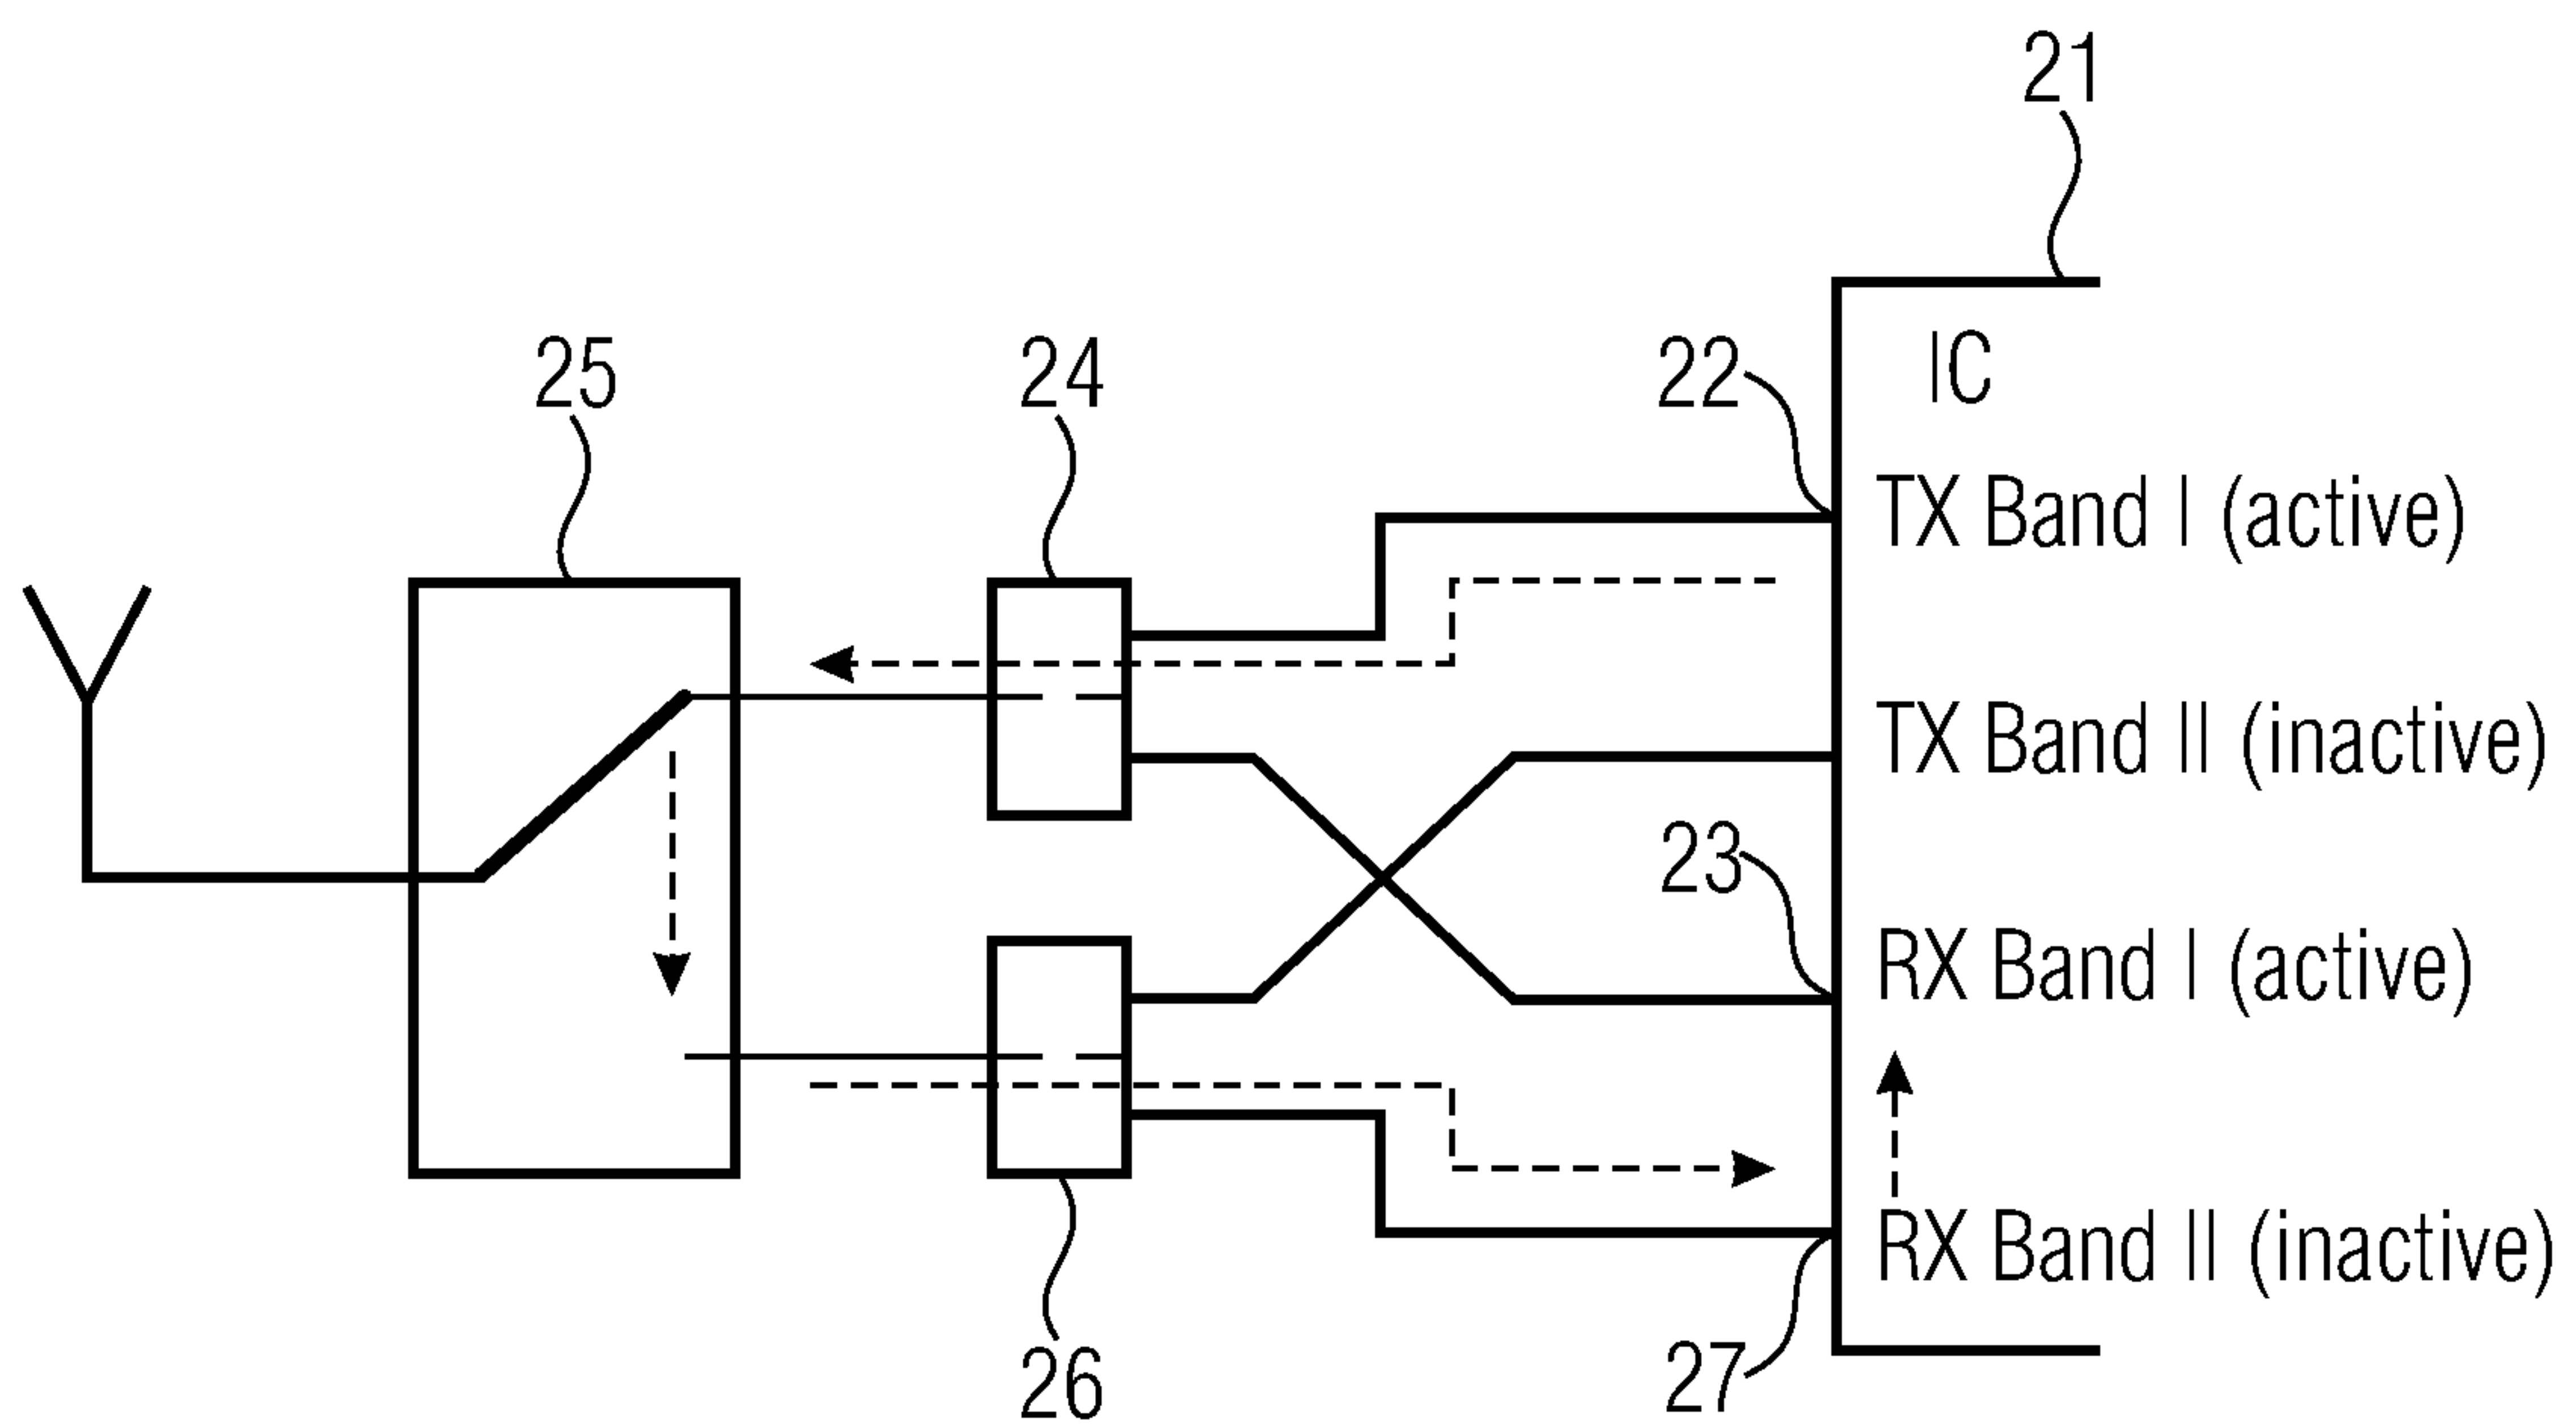 21
25
24
22
IC
TX Band I (active)
TX Band II (inactive)
23
RX Band I (active)
RX Band II (inactive)
26
27